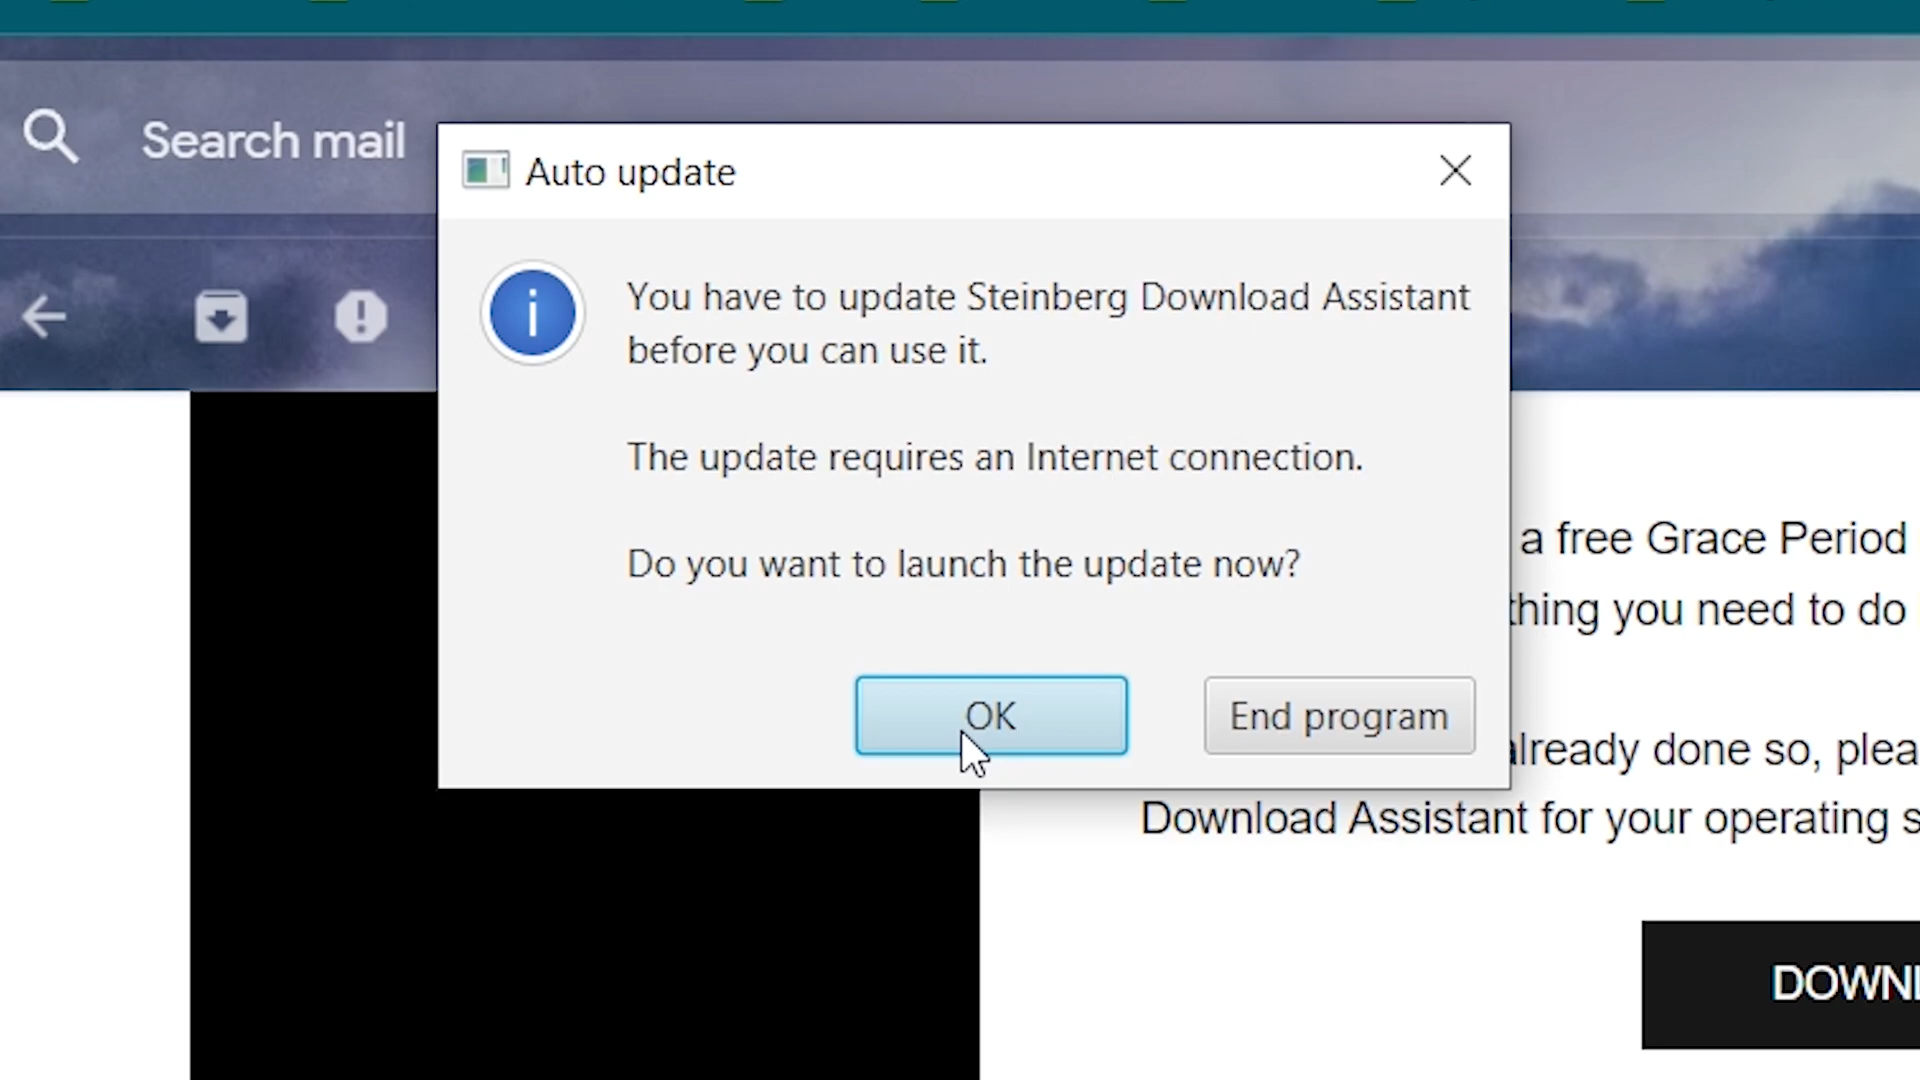 Search mail
Auto update
You have to update Steinberg Download Assistant
before you can use it.
The update requires an Internet connection.
Do you want to launch the update now?
OK
End program
a free Grace Period
thing you need to do
already done so, plea
Download Assistant for your operating s
DOWNL